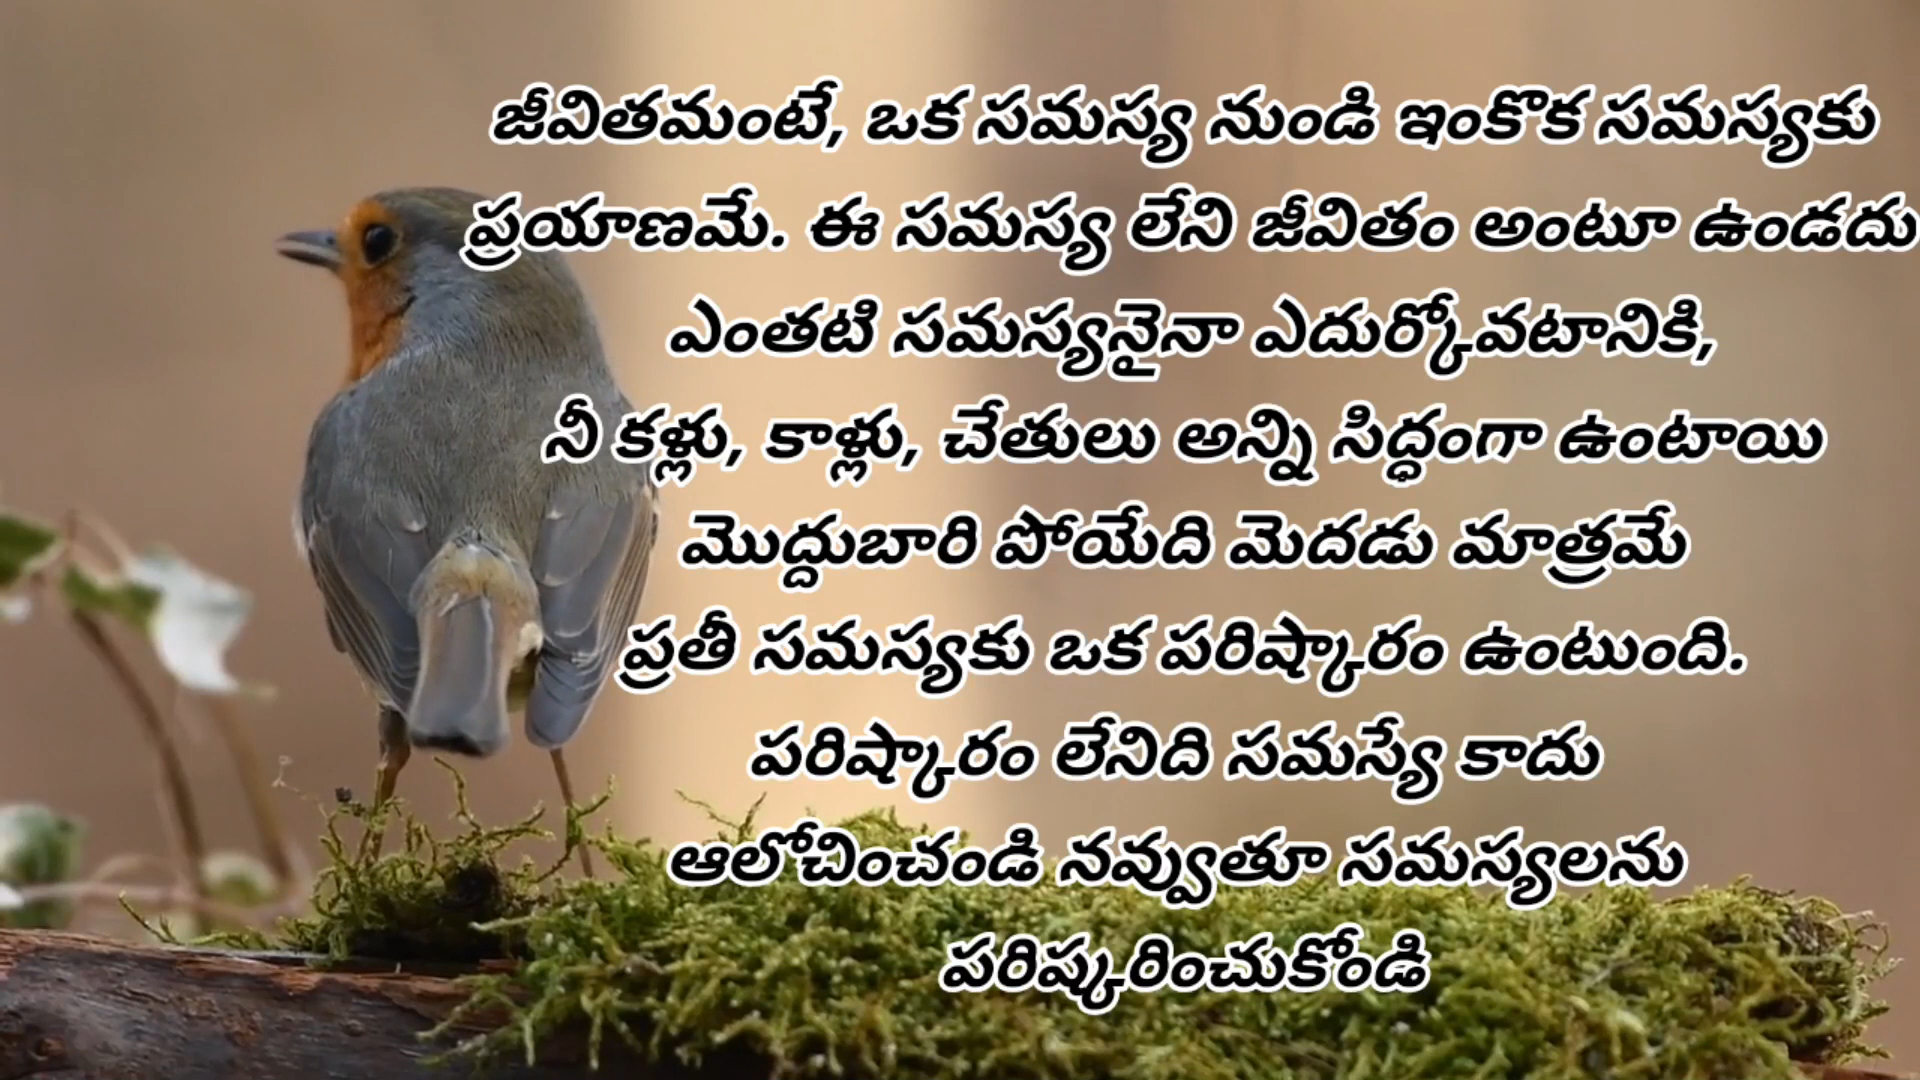 జీవితమంటే, ఒక సమస్య నుండి ఇంకొక సమస్యకు
ప్రయాణమే. ఈ సమస్య లేని జీవితం అంటూ ఉండదు
ఎంతటి సమస్యనైనా ఎదుర్కోవటానికి,
నీ కళ్లు, కాళ్లు, చేతులు అన్ని సిద్ధంగా ఉంటాయి
మొద్దుబారి పోయేది మెదడు మాత్రమే
ప్రతీ సమస్యకు ఒక పరిష్కారం ఉంటుంది.
పరిష్కారం లేనిది సమస్యే కాదు
ఆలోచించండి నవ్వుతూ సమస్యలను
పరిష్కరించుకోండి